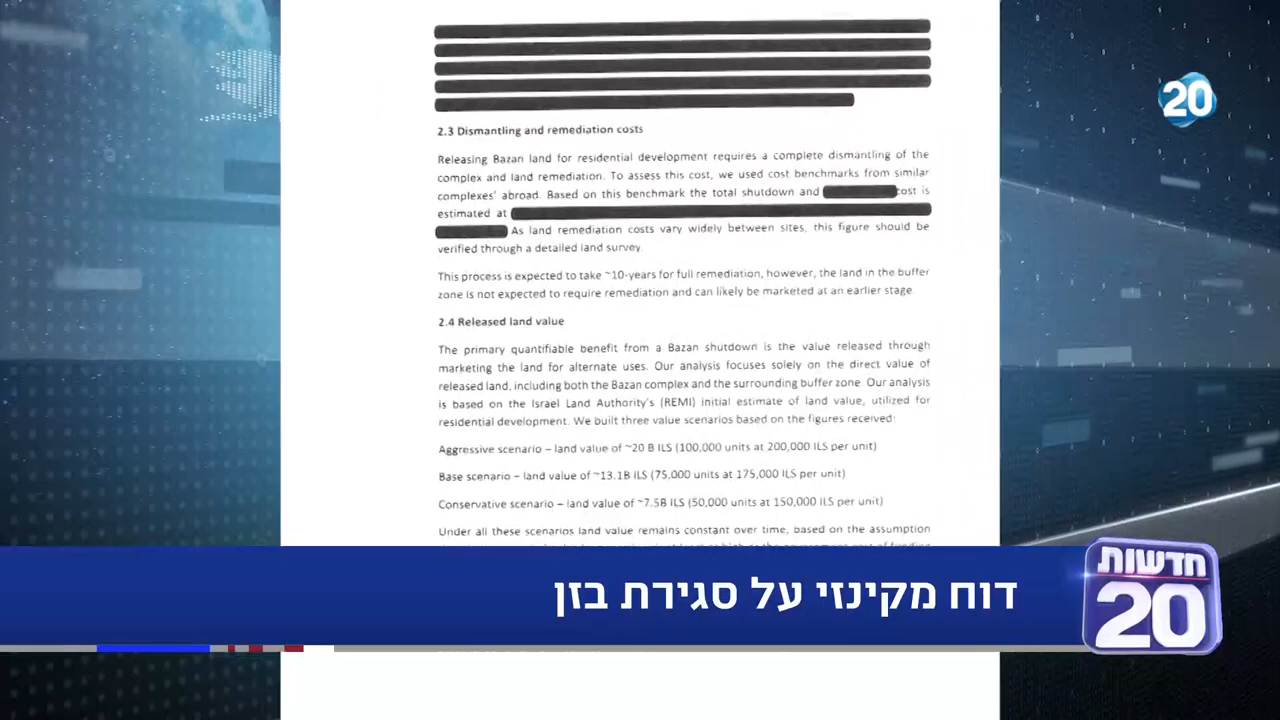 20
2.3 Dismantling and remediation costs
Releasing Bazan land for residential development requires a complete dismantling of the
complex and land remediation. To assess this cost, we used cost benchmarks from similar
complexes' abroad. Based on this benchmark the total shutdown and cost is
estimated at
As land remediation costs vary widely between sites, this figure should be
verified through a detailed land survey.
This process is expected to take ~10-years for full remediation, however, the land in the buffer
zone is not expected to require remediation and can likely be marketed at an earlier stage.
2.4 Released land value
The primary quantifiable benefit from a Bazan shutdown is the value released through
marketing the land for alternate uses. Our analysis focuses solely on the direct value of
released land, including both the Bazan complex and the surrounding buffer zone. Our analysis
is based on the Israel Land Authority's (REMI) initial estimate of land value, utilized for
residential development. We built three value scenarios based on the figures received:
Aggressive scenario – land value of ~20 B ILS (100,000 units at 200,000 ILS per unit)
Base scenario – land value of ~13.1B ILS (75,000 units at 175,000 ILS per unit)
Conservative scenario – land value of ~7.5B ILS (50,000 units at 150,000 ILS per unit)
Under all these scenarios land value remains constant over time, based on the assumption
דוח מקינזי על סגירת בזן
חדשות
20